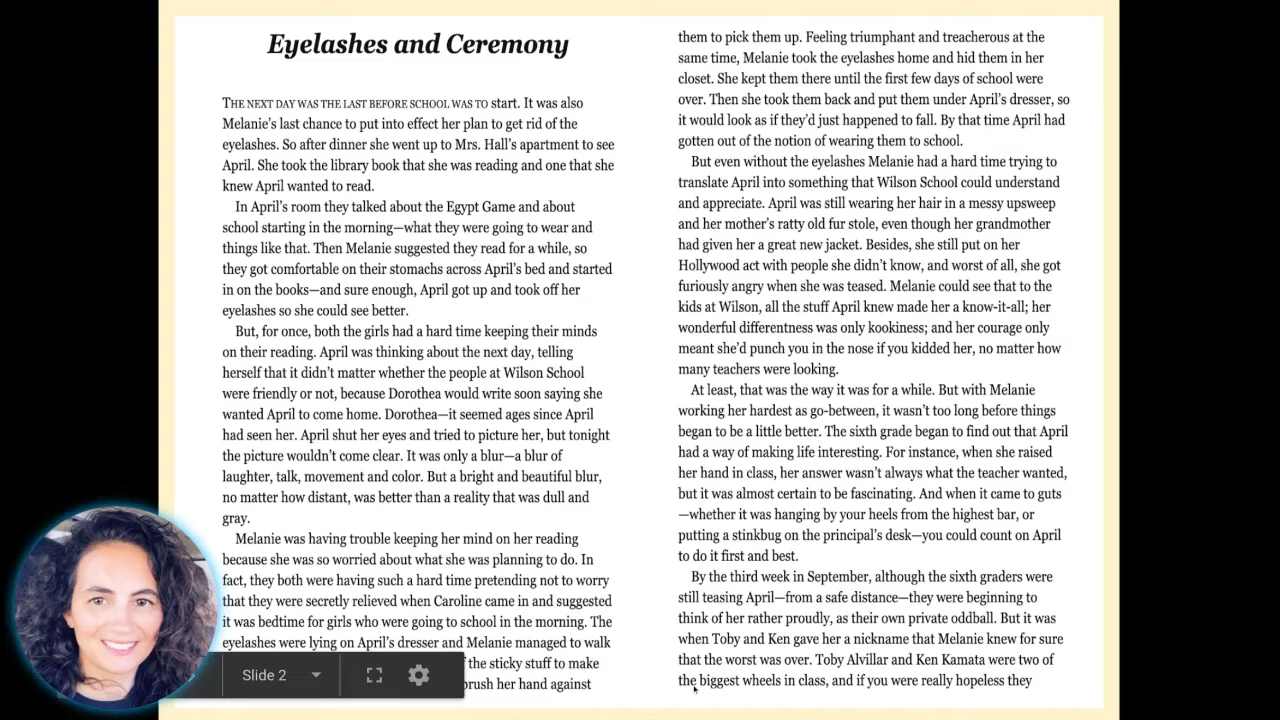 Eyelashes and Ceremony
THE NEXT DAY WAS THE LAST BEFORE SCHOOL WAS TO start. It was also
Melanie’s last chance to put into effect her plan to get rid of the
eyelashes. So after dinner she went up to Mrs. Hall’s apartment to see
April. She took the library book that she was reading and one that she
knew April wanted to read.
In April’s room they talked about the Egypt Game and about
school starting in the morning—what they were going to wear and
things like that. Then Melanie suggested they read for a while, so
they got comfortable on their stomachs across April’s bed and started
in on the books—and sure enough, April got up and took off her
eyelashes so she could see better.
But, for once, both the girls had a hard time keeping their minds
on their reading. April was thinking about the next day, telling
herself that it didn’t matter whether the people at Wilson School
were friendly or not, because Dorothea would write soon saying she
wanted April to come home. Dorothea—it seemed ages since April
had seen her. April shut her eyes and tried to picture her, but tonight
the picture wouldn’t come clear. It was only a blur—a blur of
laughter, talk, movement and color. But a bright and beautiful blur,
no matter how distant, was better than a reality that was dull and
gray.
Melanie was having trouble keeping her mind on her reading
because she was so worried about what she was planning to do. In
fact, they both were having such a hard time pretending not to worry
that they were secretly relieved when Caroline came in and suggested
it was bedtime for girls who were going to school in the morning. The
eyelashes were lying on April’s dresser and Melanie managed to walk
the sticky stuff to make
brush her hand against
them to pick them up. Feeling triumphant and treacherous at the
same time, Melanie took the eyelashes home and hid them in her
closet. She kept them there until the first few days of school were
over. Then she took them back and put them under April’s dresser, so
it would look as if they’d just happened to fall. By that time April had
gotten out of the notion of wearing them to school.
But even without the eyelashes Melanie had a hard time trying to
translate April into something that Wilson School could understand
and appreciate. April was still wearing her hair in a messy upsweep
and her mother’s ratty old fur stole, even though her grandmother
had given her a great new jacket. Besides, she still put on her
Hollywood act with people she didn’t know, and worst of all, she got
furiously angry when she was teased. Melanie could see that to the
kids at Wilson, all the stuff April knew made her a know-it-all; her
wonderful differentness was only kookiness; and her courage only
meant she’d punch you in the nose if you kidded her, no matter how
many teachers were looking.
At least, that was the way it was for a while. But with Melanie
working her hardest as go-between, it wasn’t too long before things
began to be a little better. The sixth grade began to find out that April
had a way of making life interesting. For instance, when she raised
her hand in class, her answer wasn’t always what the teacher wanted,
but it was almost certain to be fascinating. And when it came to guts
—whether it was hanging by your heels from the highest bar, or
putting a stinkbug on the principal’s desk—you could count on April
to do it first and best.
By the third week in September, although the sixth graders were
still teasing April—from a safe distance—they were beginning to
think of her rather proudly, as their own private oddball. But it was
when Toby and Ken gave her a nickname that Melanie knew for sure
that the worst was over. Toby Alvillar and Ken Kamata were two of
the biggest wheels in class, and if you were really hopeless they
Slide 2